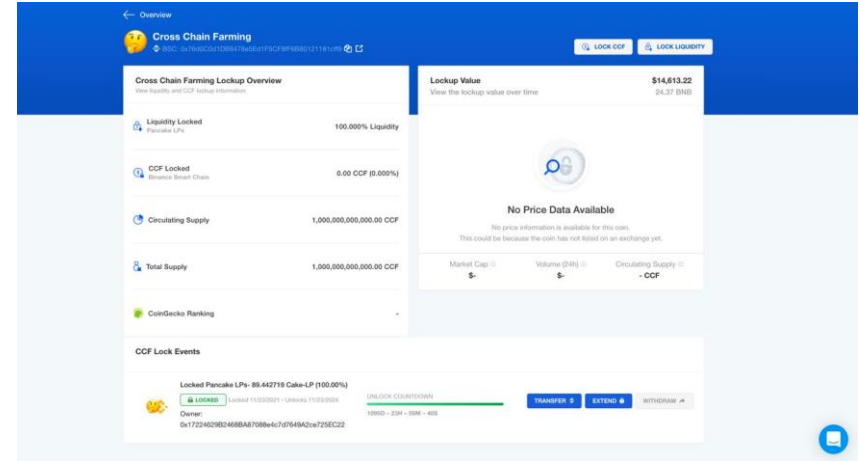 ← Overview
Cross Chain Farming
LOCK CCF
LOCK LIQUIDITY
Cross Chain Farming Lockup Overview
View liquidity and CCF lockup information
Liquidity Locked
Pancake LPs
100.000% Liquidity
CCF Locked
Binance Smart Chain
0.00 CCF (0.000%)
Circulating Supply
1,000,000,000,000.00 CCF
Total Supply
1,000,000,000,000.00 CCF
CoinGecko Ranking
-
Lockup Value
$14,613.22
View the lockup value over time
24.37 BNB
No Price Data Available
No price information is available for this coin.
This could be because the coin has not listed on an exchange yet.
Market Cap
Volume (24h)
Circulating Supply
$-
$-
- CCF
CCF Lock Events
Locked Pancake LPs- 89.442719 Cake-LP (100.00%)
LOCKED
Locked 11/23/2021 - Unlocks 11/23/2024
Owner:
0x17224629B2468BA87088e4c7d7649A2ce725EC22
UNLOCK COUNTDOWN
TRANSFER
EXTEND
WITHDRAW